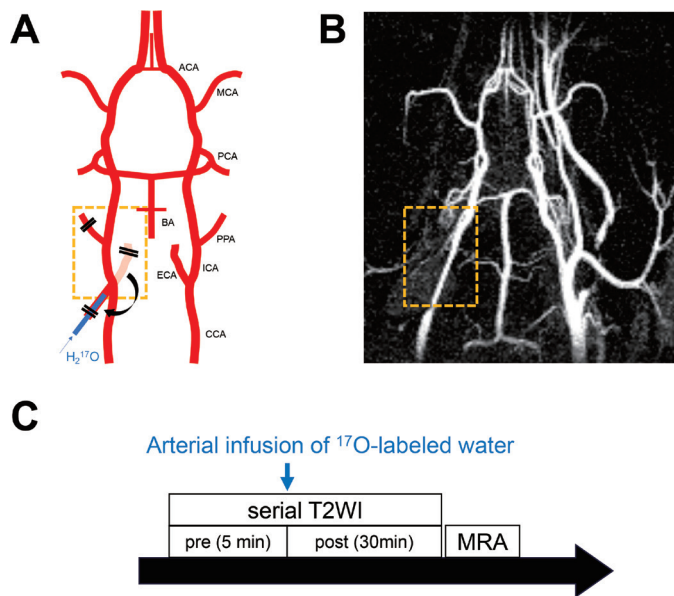 A
B
ACA
MCA
PCA
BA
PPA
ECA
ICA
CCA
H₂¹⁷O
C
Arterial infusion of ¹⁷O-labeled water
serial T2WI
pre (5 min)
post (30min)
MRA